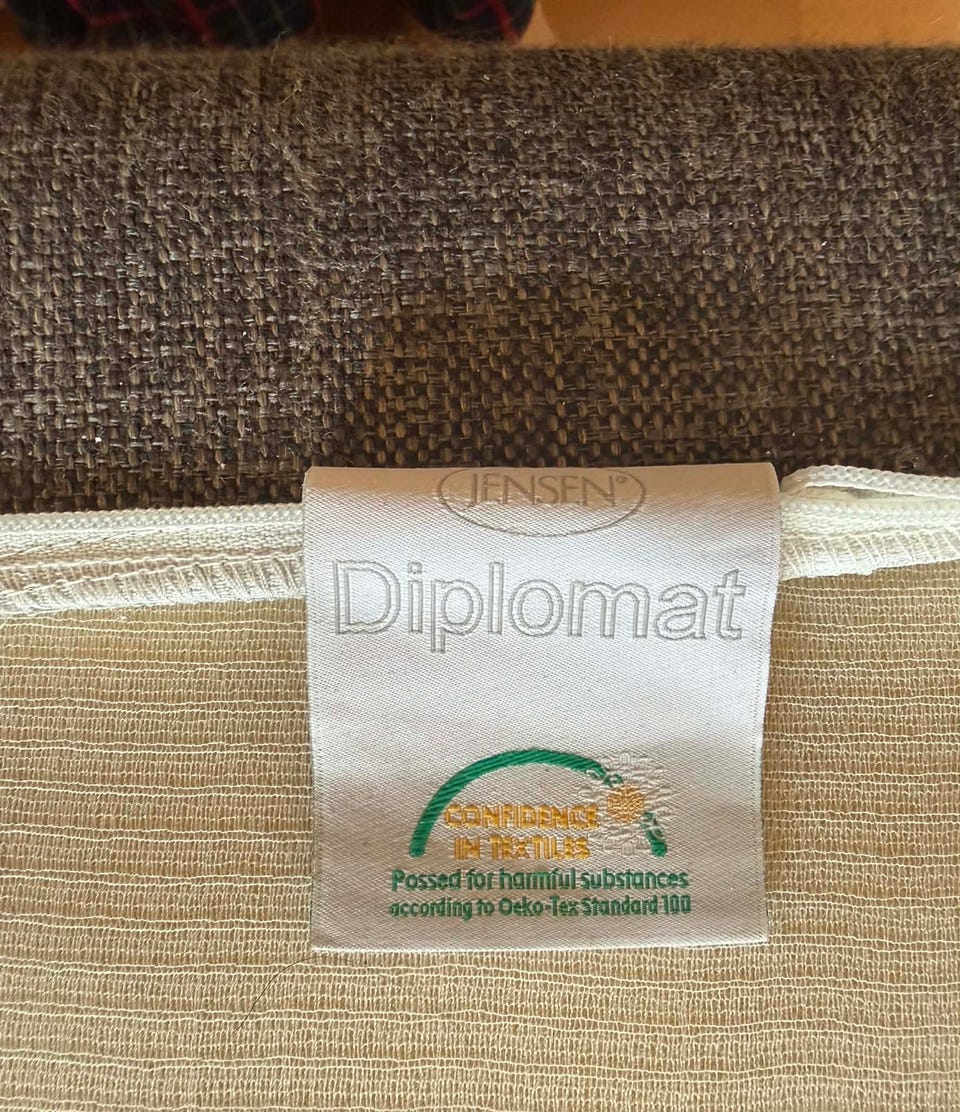 JENSEN®
Diplomat
CONFIDENCE
IN TEXTILES
Possed for harmful substances
according to Oeko-Tex Standard 100